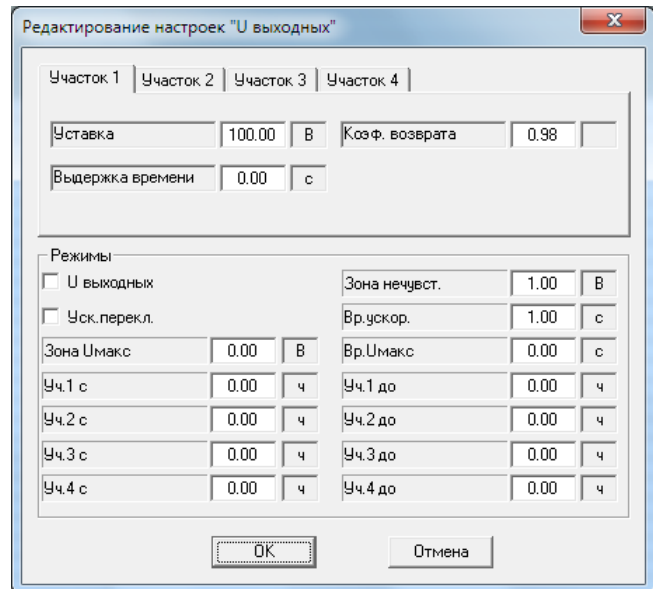 Редактирование настроек "U выходных"
Участок 1 Участок 2 Участок 3 Участок 4
Уставка 100.00 В Коэф. возврата 0.98
Выдержка времени 0.00 с
Режимы
U выходных Зона нечувст. 1.00 В
Уск.перекл. Вр.ускор. 1.00 с
Зона Uмакс 0.00 В Вр.Uмакс 0.00 с
Уч.1 с 0.00 ч Уч.1 до 0.00 ч
Уч.2 с 0.00 ч Уч.2 до 0.00 ч
Уч.3 с 0.00 ч Уч.3 до 0.00 ч
Уч.4 с 0.00 ч Уч.4 до 0.00 ч
OK Отмена